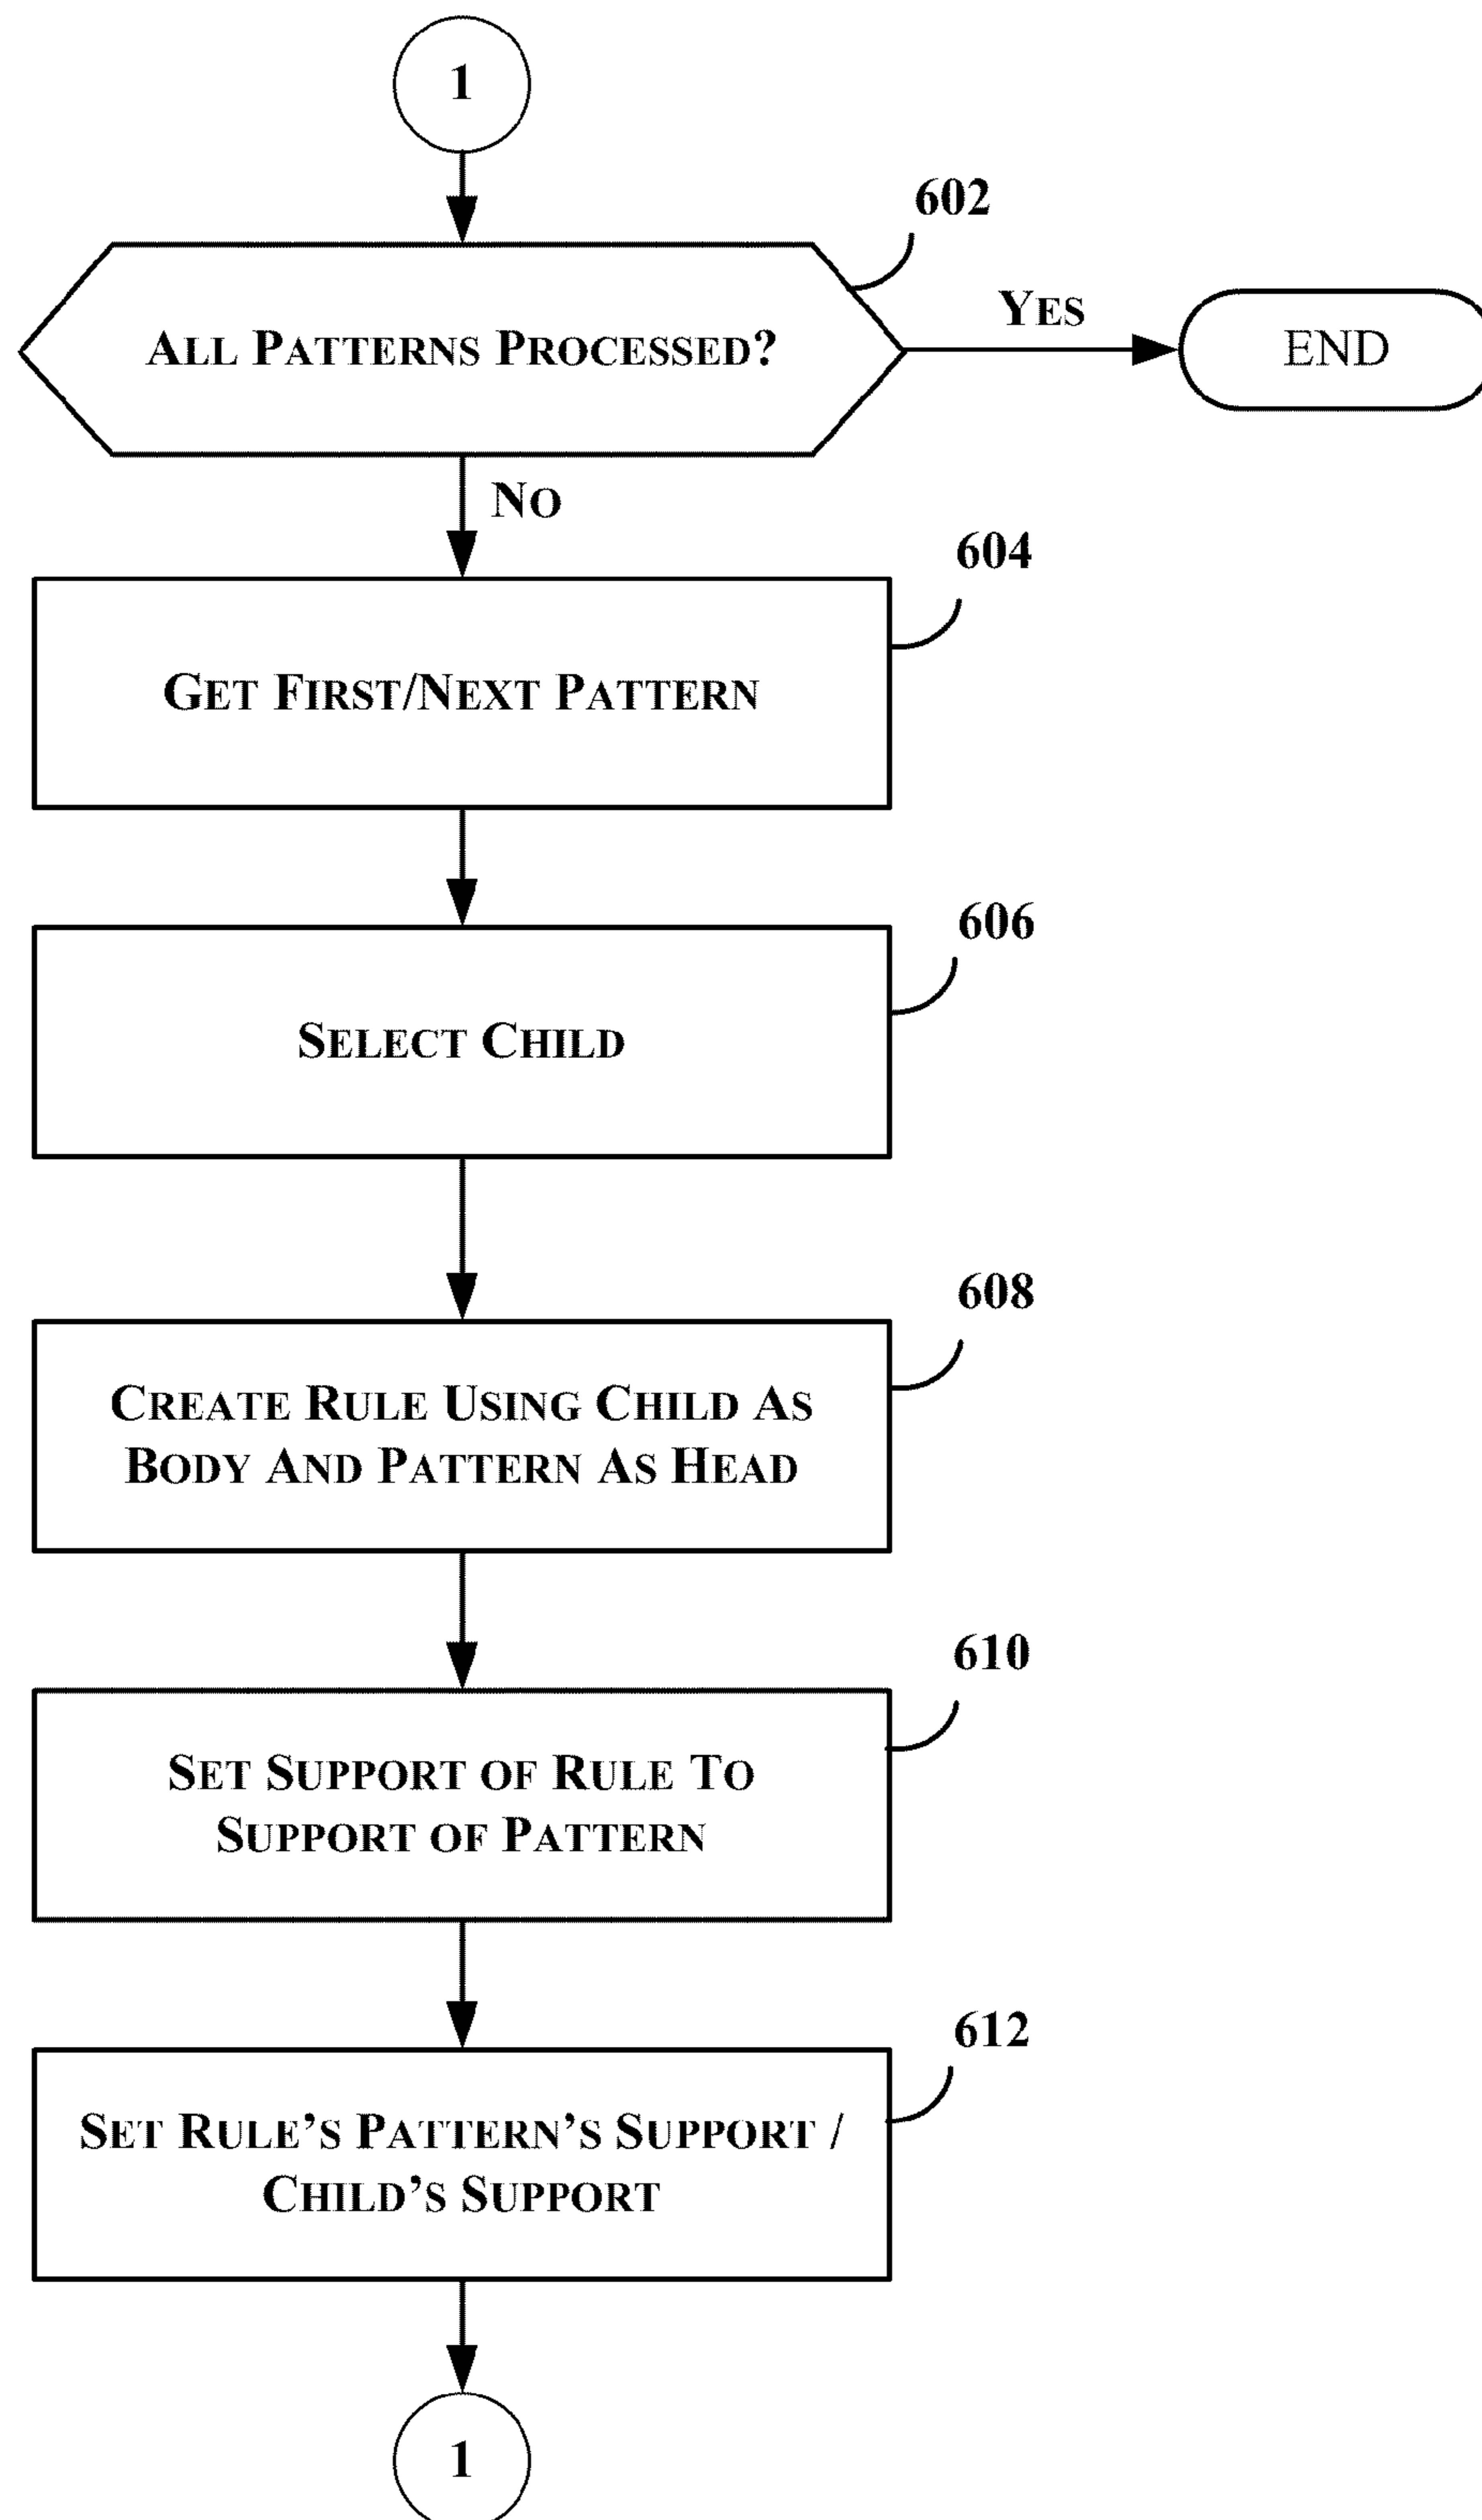 1
602
ALL PATTERNS PROCESSED?
YES
END
NO
604
GET FIRST/NEXT PATTERN
606
SELECT CHILD
608
CREATE RULE USING CHILD AS
BODY AND PATTERN AS HEAD
610
SET SUPPORT OF RULE TO
SUPPORT OF PATTERN
612
SET RULE’S PATTERN’S SUPPORT /
CHILD’S SUPPORT
1